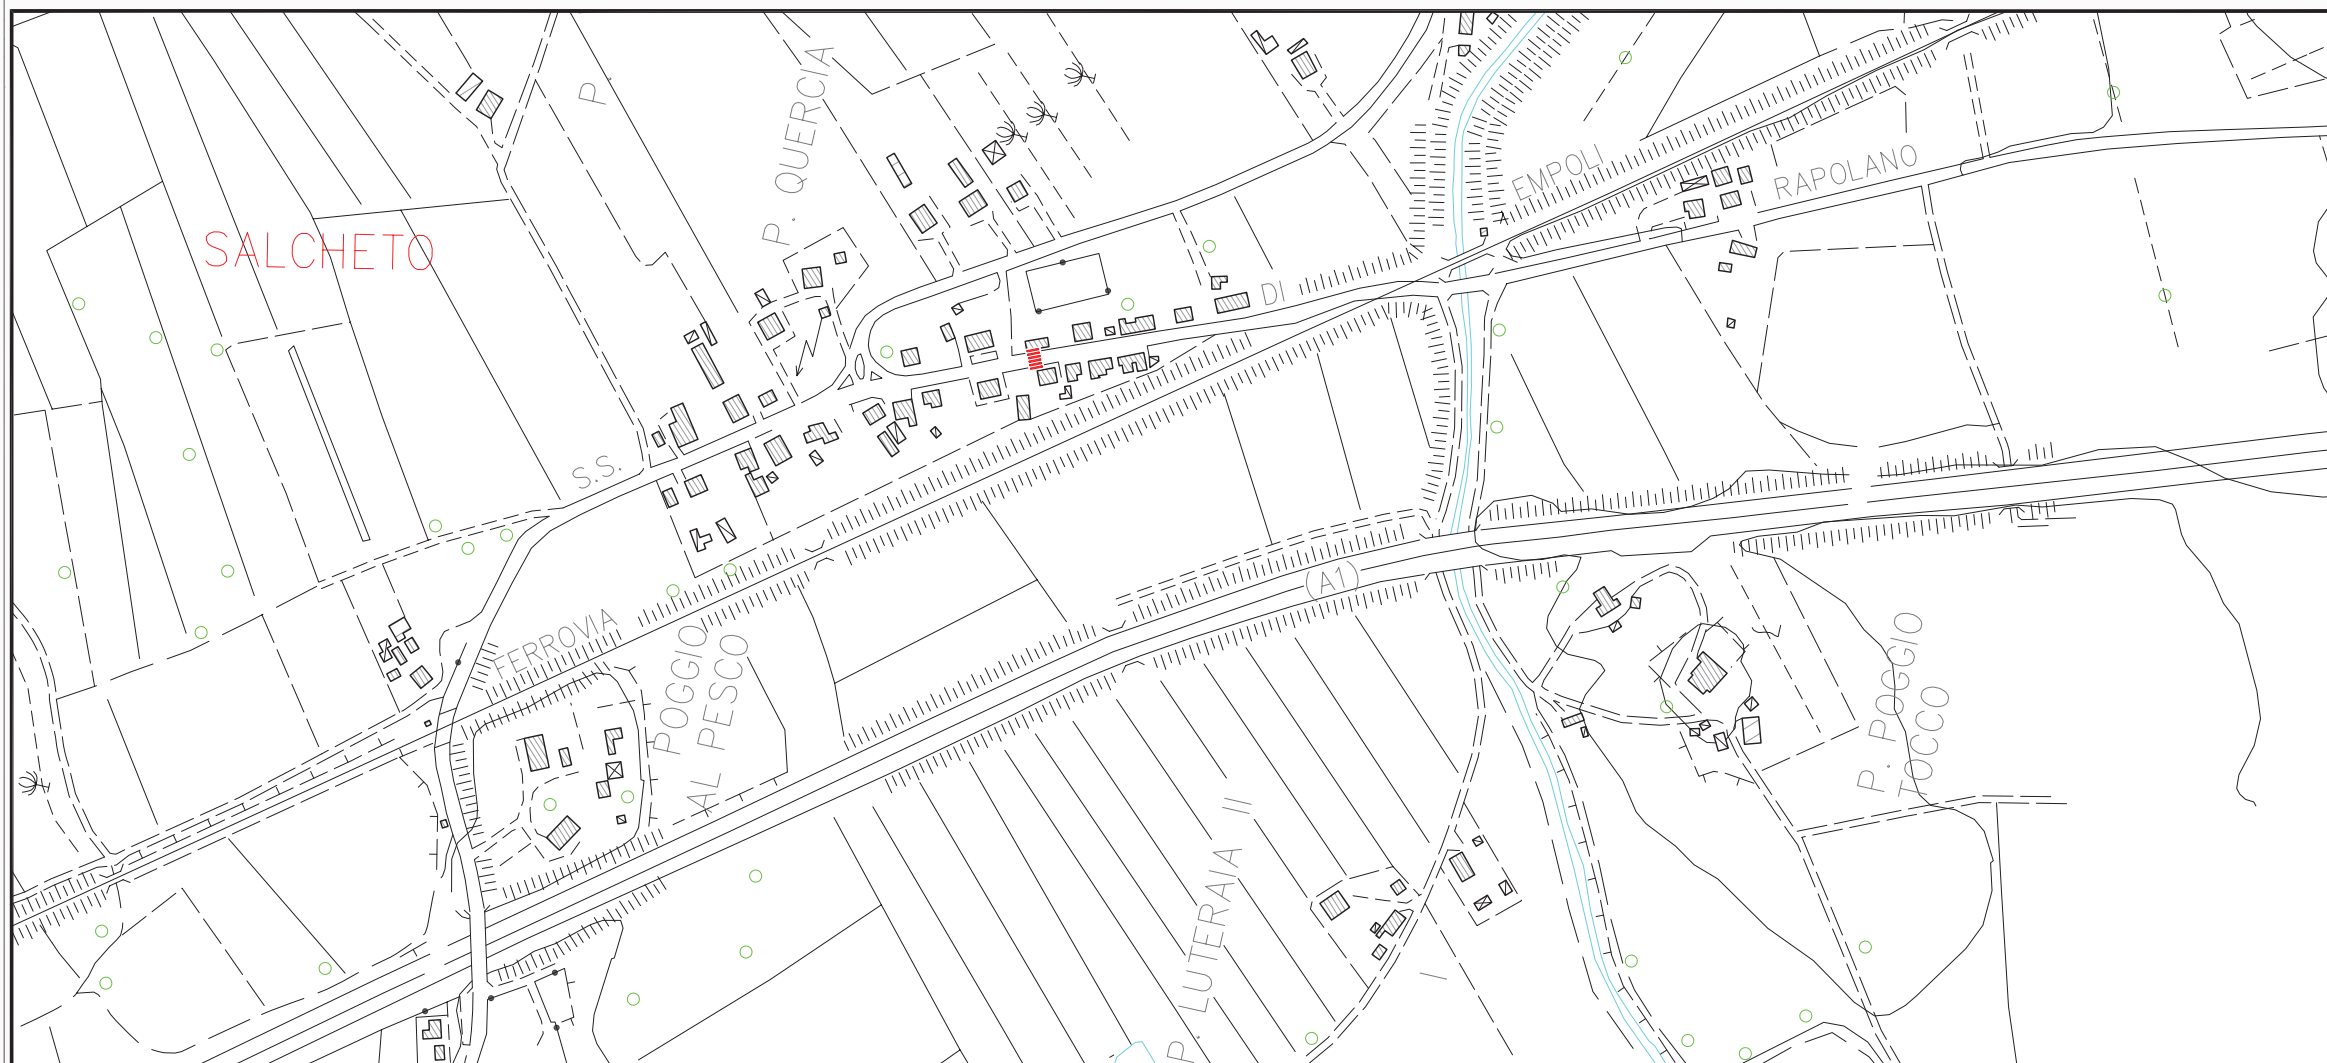 P.
P. QUERCIA
EMPOLI
RAPOLANO
SALCHETO
DI
S.S.
(A1)
FERROVIA
POGGIO
AL PESCO
P. POGGIO
TOCCO
P. LUTERAIA II